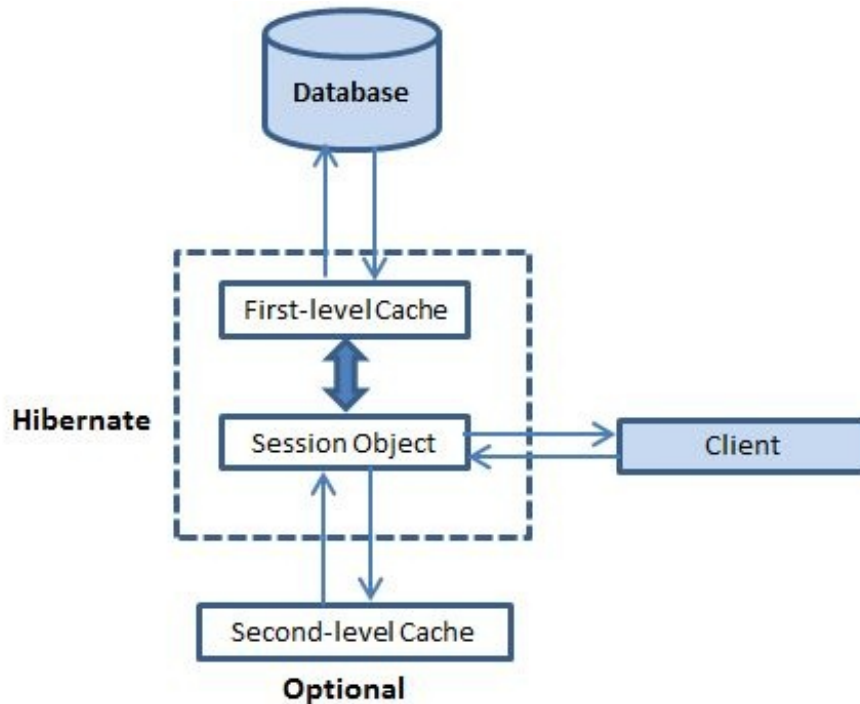 Database
First-level Cache
Hibernate
Session Object
Client
Second-level Cache
Optional